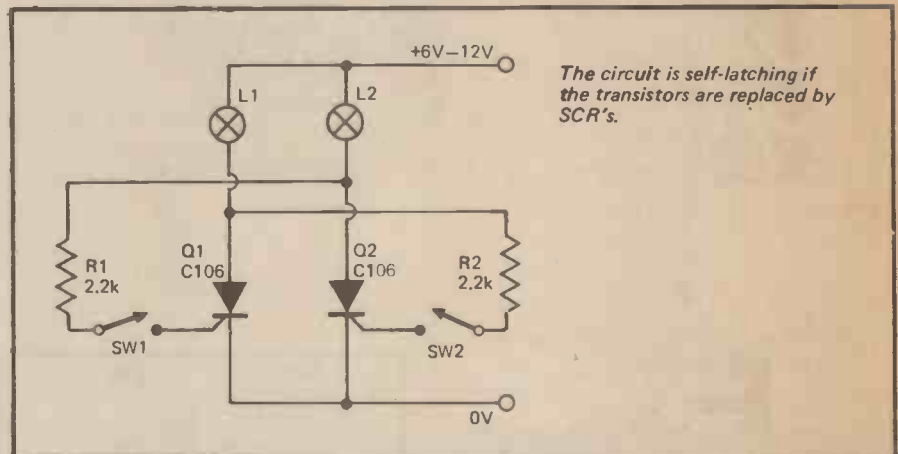 +6V–12V
The circuit is self-latching if
the transistors are replaced by
SCR's.
L1
L2
Q1
C106
Q2
C106
R1
2.2k
R2
2.2k
SW1
SW2
0V